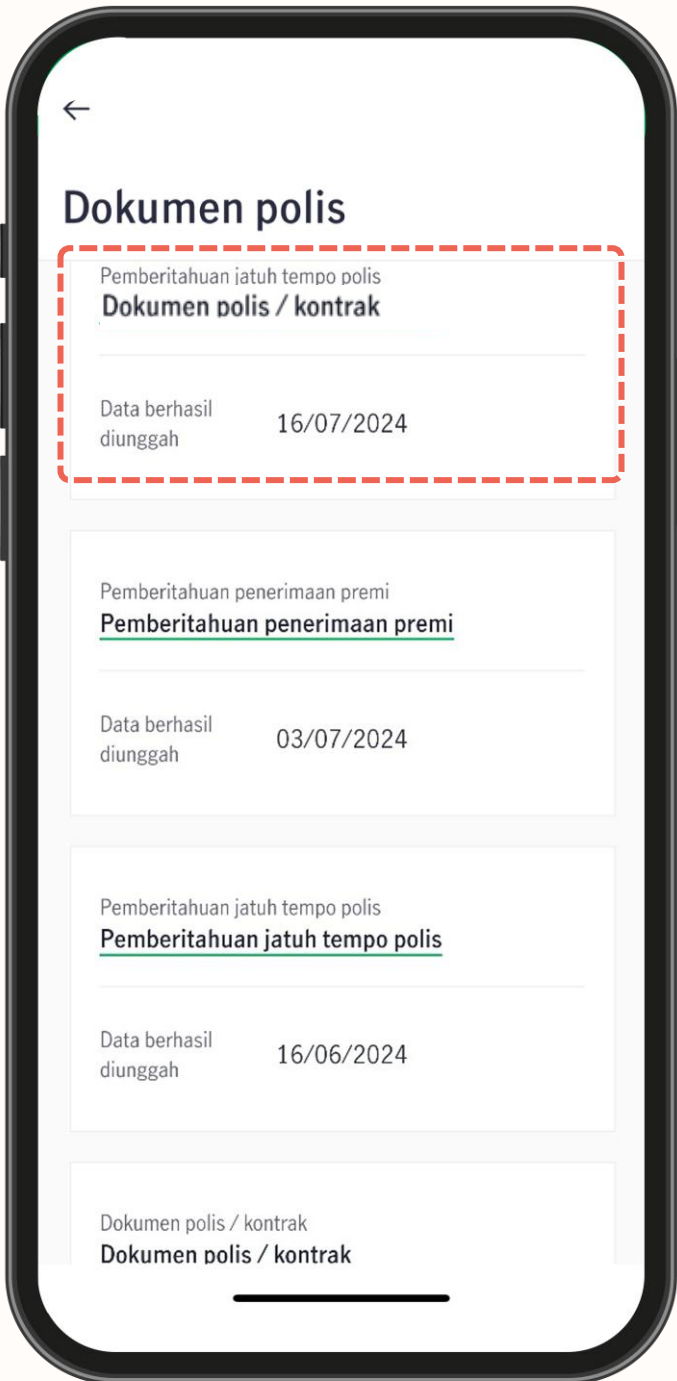 Dokumen polis
Pemberitahuan jatuh tempo polis
Dokumen polis / kontrak
Data berhasil
diunggah
16/07/2024
Pemberitahuan penerimaan premi
Pemberitahuan penerimaan premi
Data berhasil
diunggah
03/07/2024
Pemberitahuan jatuh tempo polis
Pemberitahuan jatuh tempo polis
Data berhasil
diunggah
16/06/2024
Dokumen polis / kontrak
Dokumen polis / kontrak